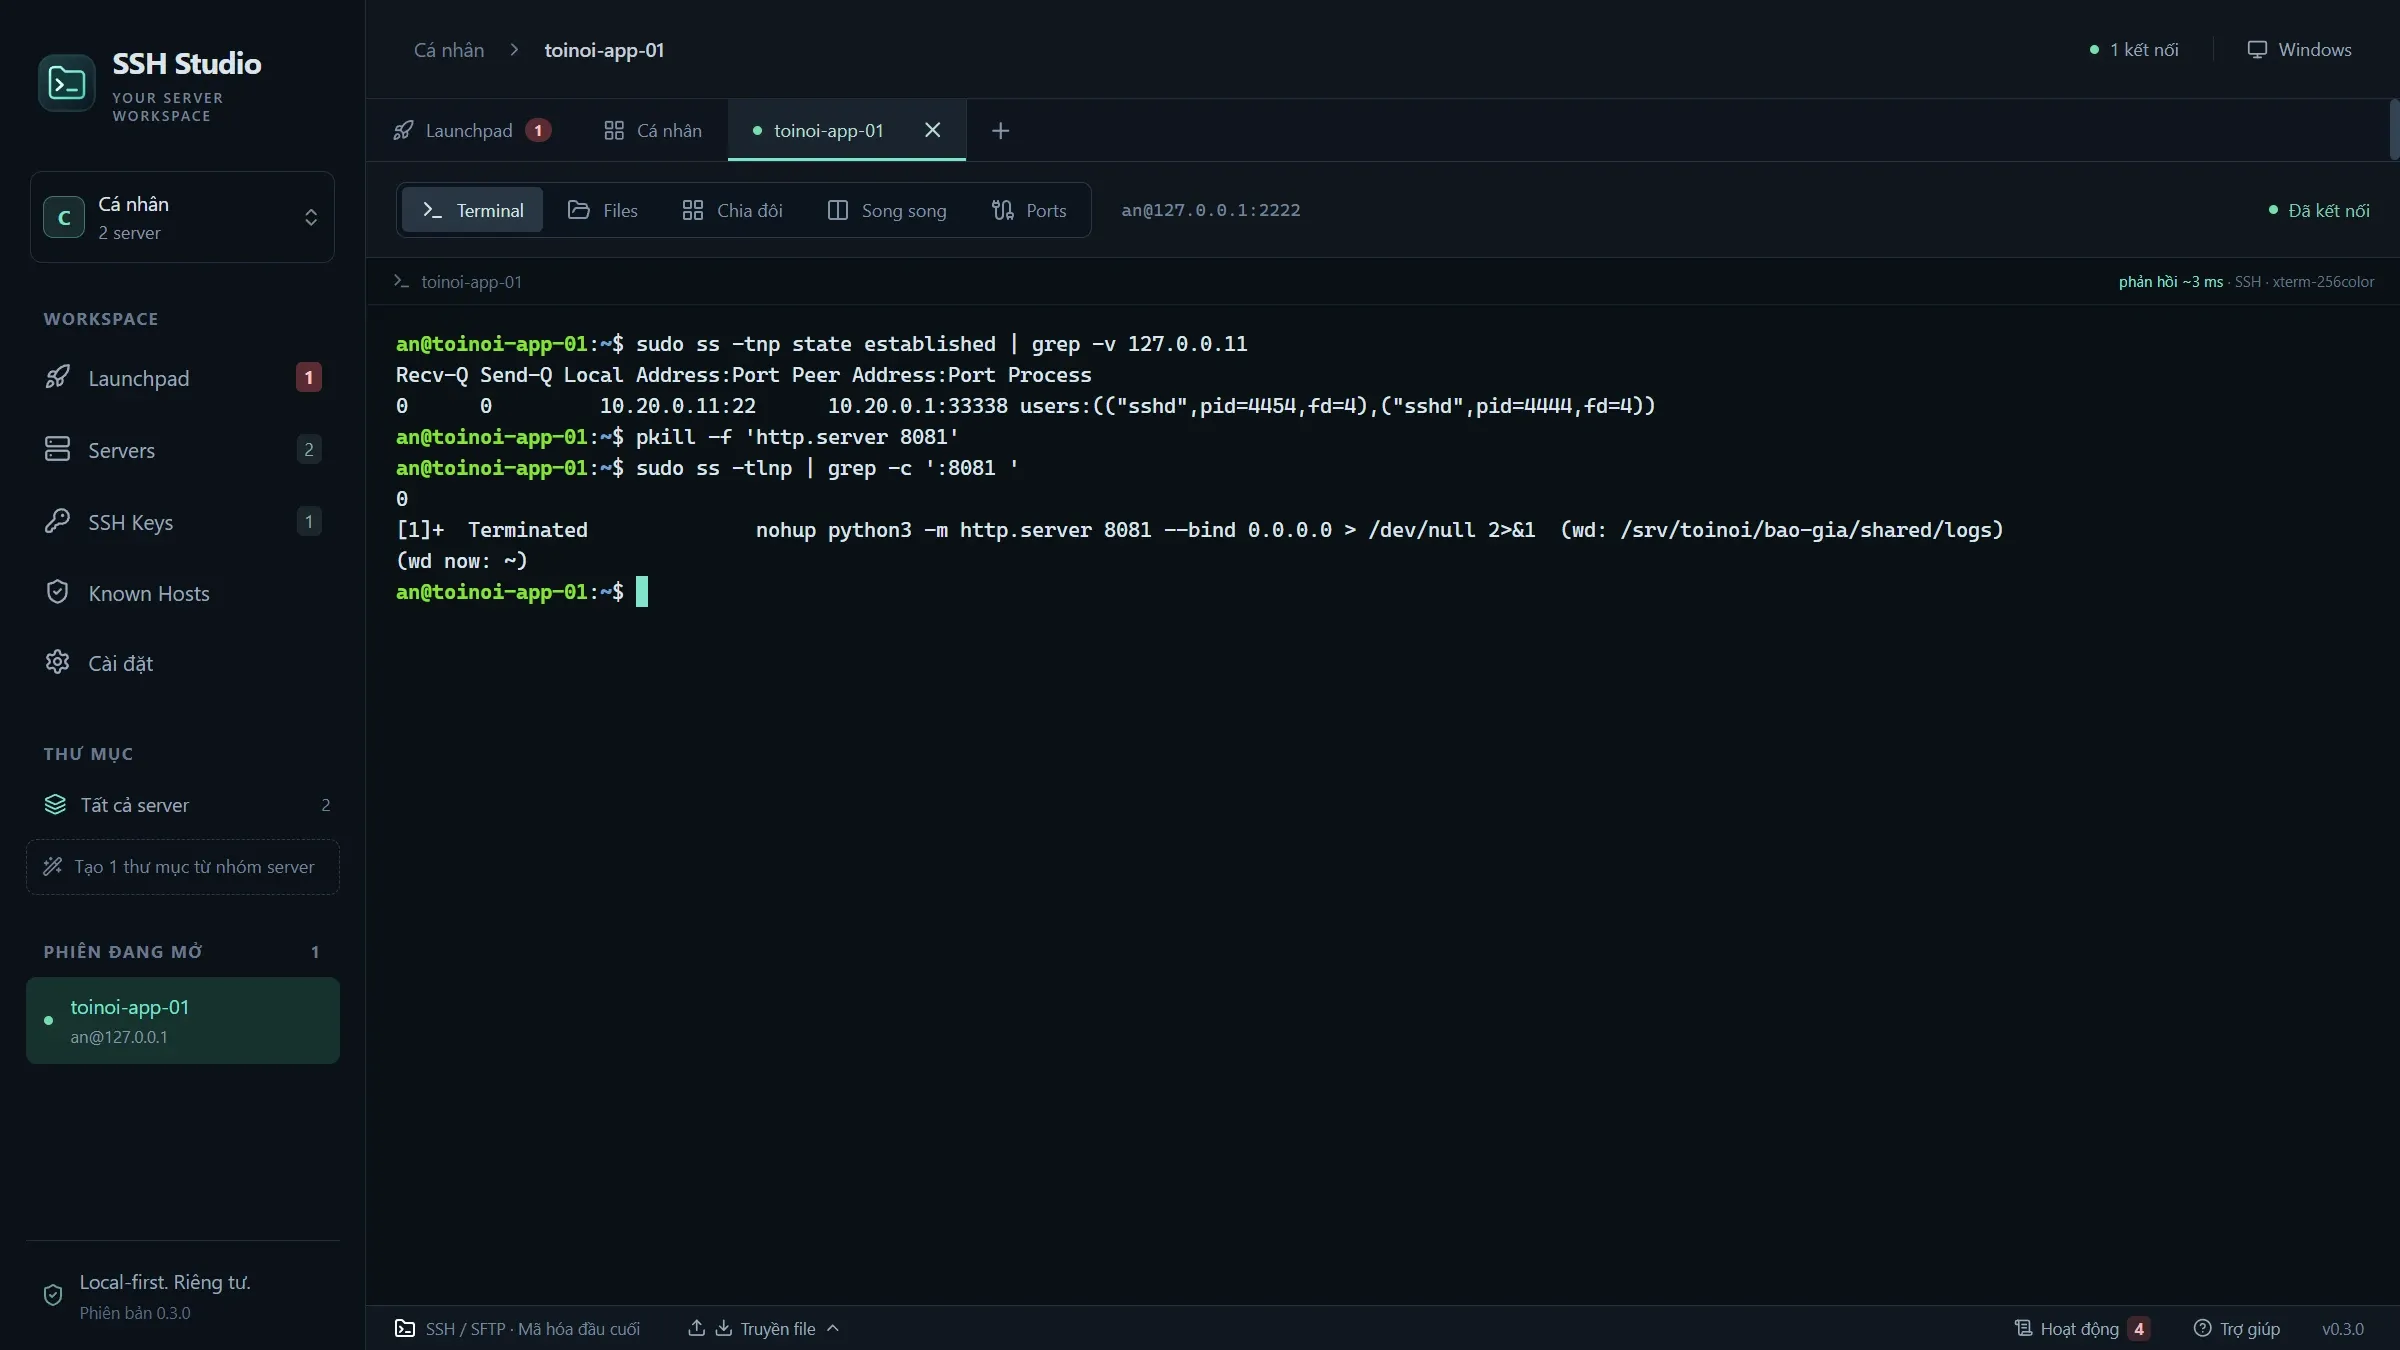 SSH Studio
YOUR SERVER
WORKSPACE
C
Cá nhân
2 server
WORKSPACE
Launchpad 1
Servers 2
SSH Keys 1
Known Hosts
Cài đặt
THƯ MỤC
Tất cả server 2
Tạo 1 thư mục từ nhóm server
PHIÊN ĐANG MỞ 1
toinoi-app-01
an@127.0.0.1
Local-first. Riêng tư.
Phiên bản 0.3.0
Cá nhân > toinoi-app-01
1 kết nối
Windows
Launchpad 1
Cá nhân
toinoi-app-01
Terminal
Files
Chia đôi
Song song
Ports
an@127.0.0.1:2222
Đã kết nối
toinoi-app-01
phản hồi ~3 ms · SSH · xterm-256color
an@toinoi-app-01:~$ sudo ss -tnp state established | grep -v 127.0.0.11
Recv-Q Send-Q Local Address:Port Peer Address:Port Process
0      0         10.20.0.11:22      10.20.0.1:33338 users:(("sshd",pid=4454,fd=4),("sshd",pid=4444,fd=4))
an@toinoi-app-01:~$ pkill -f 'http.server 8081'
an@toinoi-app-01:~$ sudo ss -tlnp | grep -c ':8081 '
0
[1]+  Terminated              nohup python3 -m http.server 8081 --bind 0.0.0.0 > /dev/null 2>&1  (wd: /srv/toinoi/bao-gia/shared/logs)
(wd now: ~)
an@toinoi-app-01:~$
SSH / SFTP · Mã hóa đầu cuối
Truyền file
Hoạt động 4
Trợ giúp
v0.3.0